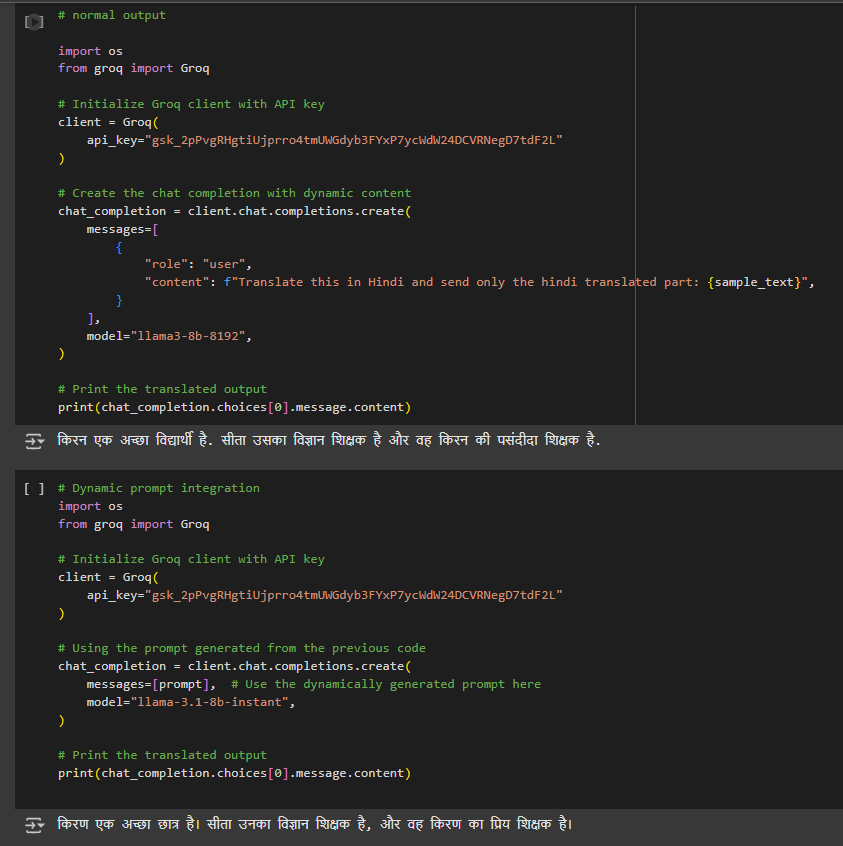 # normal output
import os
from groq import Groq
# Initialize Groq client with API key
client = Groq(
api_key="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"
)
# Create the chat completion with dynamic content
chat_completion = client.chat.completions.create(
messages=[
{
"role": "user",
"content": f"Translate this in Hindi and send only the hindi translated part: {sample_text}",
}
],
model="llama3-8b-8192",
)
# Print the translated output
print(chat_completion.choices[0].message.content)
किरन एक अच्छा विद्यार्थी है. सीता उसका विज्ञान शिक्षक है और वह किरन की पसंदीदा शिक्षक है.
[ ] # Dynamic prompt integration
import os
from groq import Groq
# Initialize Groq client with API key
client = Groq(
api_key="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"
)
# Using the prompt generated from the previous code
chat_completion = client.chat.completions.create(
messages=[prompt],  # Use the dynamically generated prompt here
model="llama-3.1-8b-instant",
)
# Print the translated output
print(chat_completion.choices[0].message.content)
किरण एक अच्छा छात्र है। सीता उनका विज्ञान शिक्षक है, और वह किरण का प्रिय शिक्षक है।